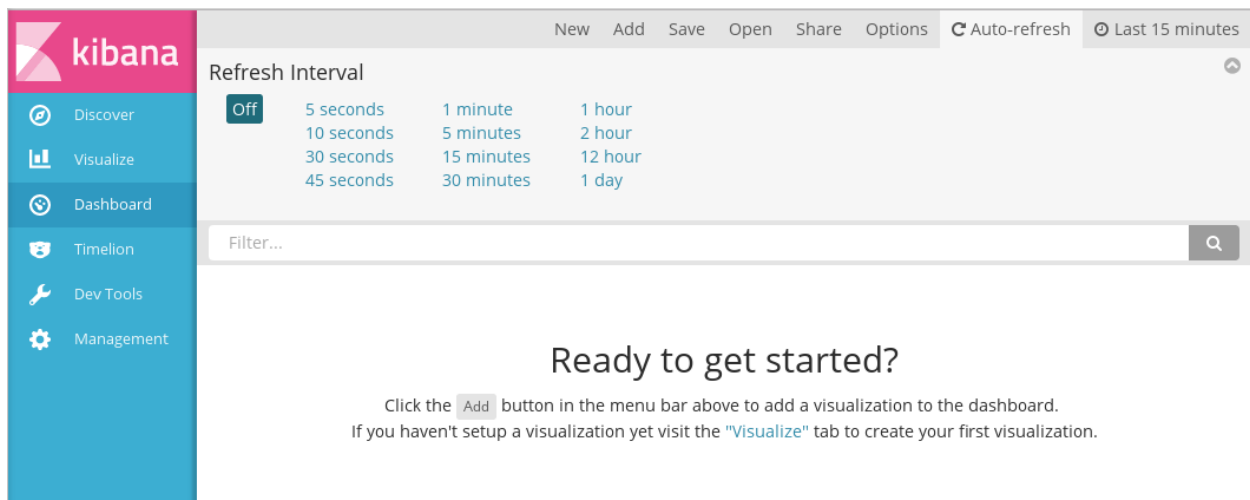 kibana
New Add Save Open Share Options Auto-refresh Last 15 minutes
Refresh Interval
Off 5 seconds 1 minute 1 hour
10 seconds 5 minutes 2 hour
30 seconds 15 minutes 12 hour
45 seconds 30 minutes 1 day
Discover
Visualize
Dashboard
Timelion
Dev Tools
Management
Filter...
Ready to get started?
Click the Add button in the menu bar above to add a visualization to the dashboard.
If you haven't setup a visualization yet visit the "Visualize" tab to create your first visualization.